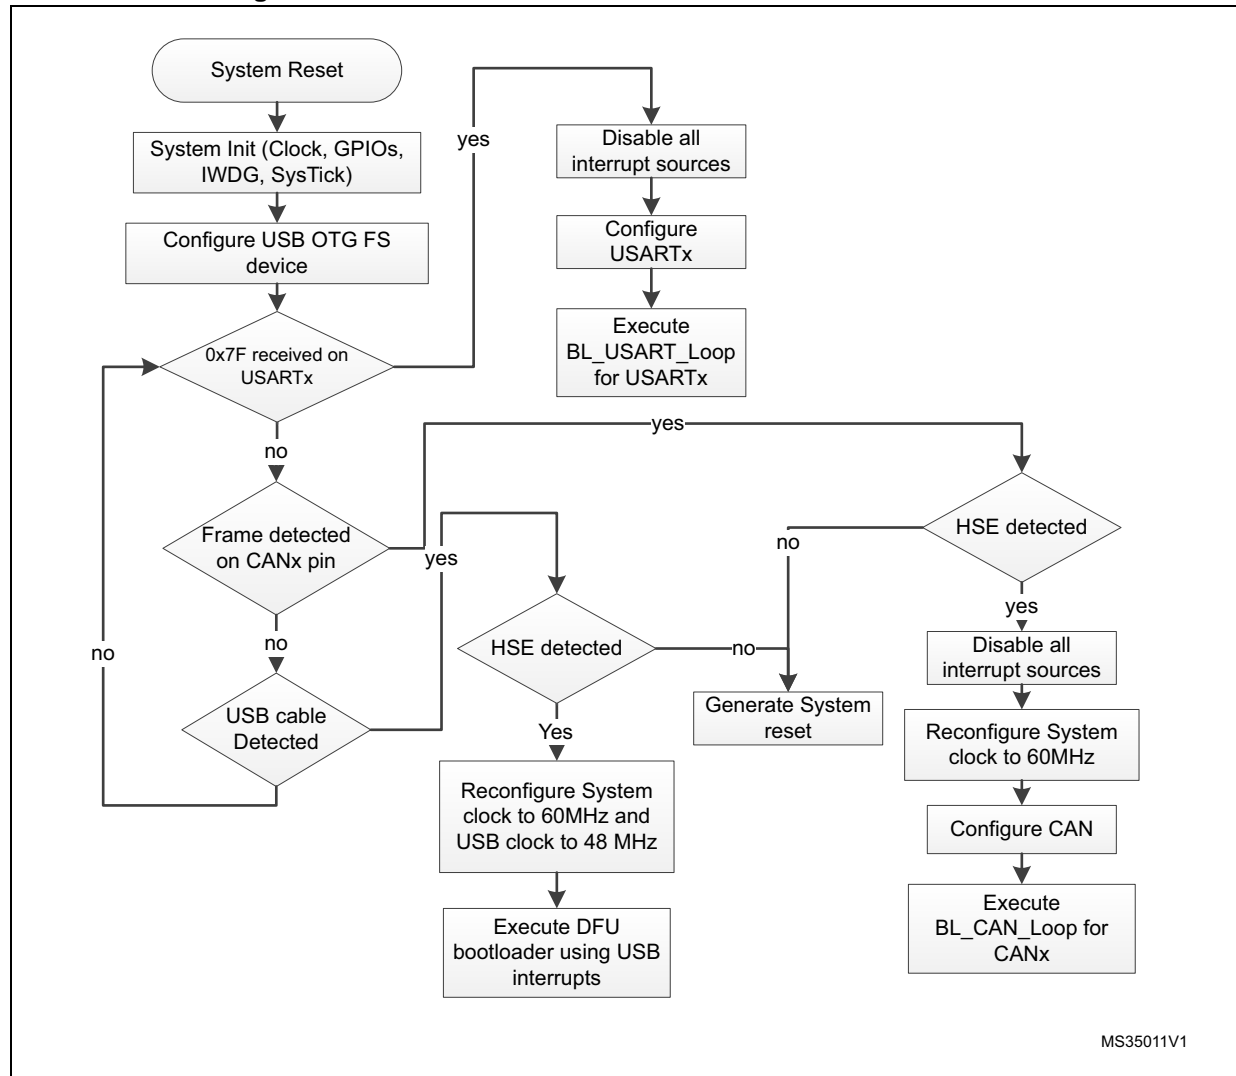 System Reset
System Init (Clock, GPIOs,
IWDG, SysTick)
Configure USB OTG FS
device
0x7F received on
USARTx
yes
Disable all
interrupt sources
Configure
USARTx
Execute
BL_USART_Loop
for USARTx
no
Frame detected
on CANx pin
yes
HSE detected
no
yes
Disable all
interrupt sources
Reconfigure System
clock to 60MHz
Configure CAN
Execute
BL_CAN_Loop for
CANx
no
USB cable
Detected
no
yes
HSE detected
no
Generate System
reset
Yes
Reconfigure System
clock to 60MHz and
USB clock to 48 MHz
Execute DFU
bootloader using USB
interrupts
MS35011V1